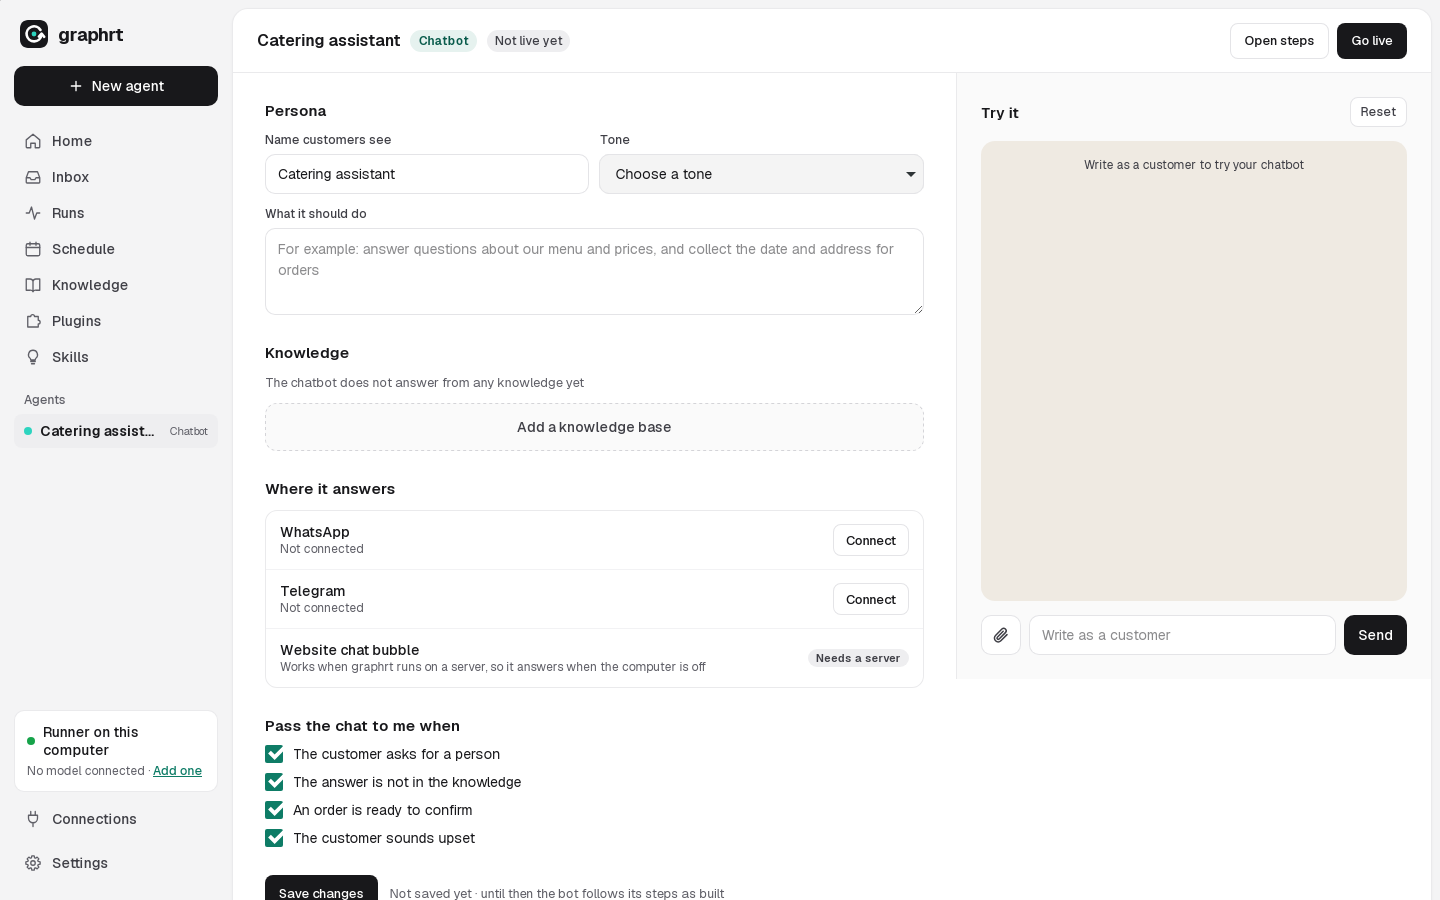 graphrt
New agent
Home
Inbox
Runs
Schedule
Knowledge
Plugins
Skills
Agents
Catering assist... Chatbot
Runner on this
computer
No model connected · Add one
Connections
Settings
Catering assistant Chatbot Not live yet
Open steps Go live
Persona
Name customers see Tone
Catering assistant Choose a tone
What it should do
For example: answer questions about our menu and prices, and collect the date and address for
orders
Knowledge
The chatbot does not answer from any knowledge yet
Add a knowledge base
Where it answers
WhatsApp
Not connected
Connect
Telegram
Not connected
Connect
Website chat bubble
Works when graphrt runs on a server, so it answers when the computer is off
Needs a server
Pass the chat to me when
The customer asks for a person
The answer is not in the knowledge
An order is ready to confirm
The customer sounds upset
Save changes Not saved yet · until then the bot follows its steps as built
Try it Reset
Write as a customer to try your chatbot
Write as a customer Send